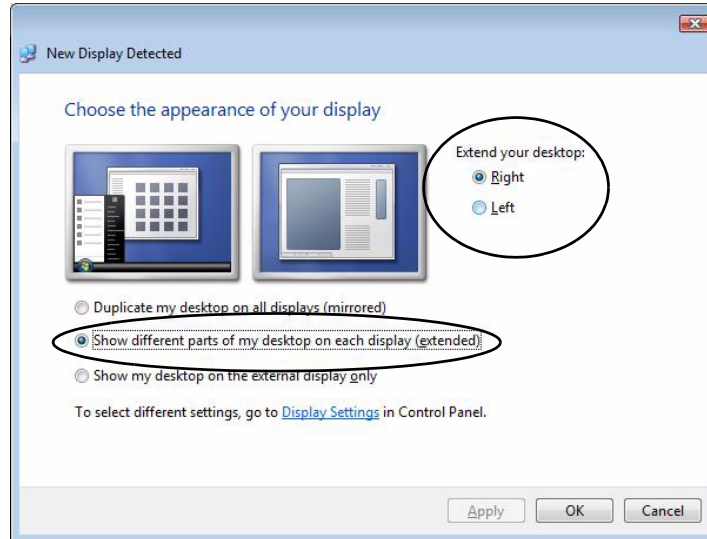 New Display Detected
Choose the appearance of your display
Extend your desktop:
Right
Left
Duplicate my desktop on all displays (mirrored)
Show different parts of my desktop on each display (extended)
Show my desktop on the external display only
To select different settings, go to Display Settings in Control Panel.
Apply OK Cancel